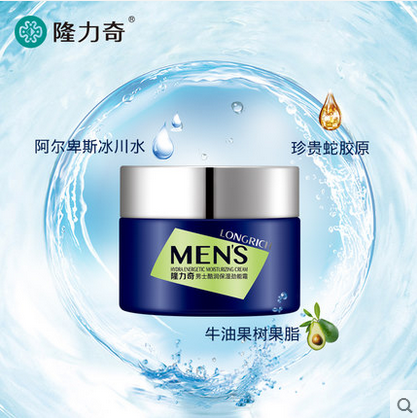 隆力奇®
阿尔卑斯冰川水
珍贵蛇胶原
LONGRICH
MEN'S
HYDRA ENERGETIC MOISTURIZING CREAM
隆力奇 男士酷润保湿劲能霜
牛油果树果脂